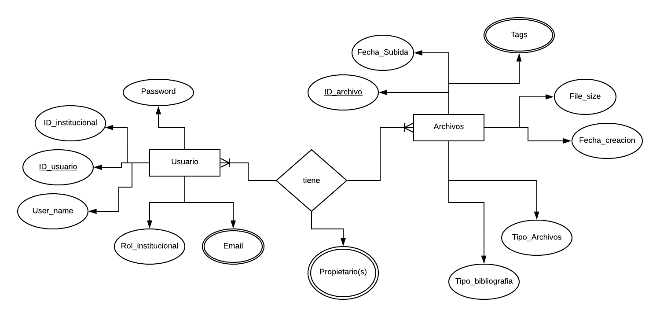 Tags
Fecha_Subida
Password
ID_archivo
File_size
ID_institucional
Archivos
Fecha_creacion
Usuario
ID_usuario
tiene
User_name
Rol_institucional
Email
Tipo_Archivos
Propietario(s)
Tipo_bibliografia